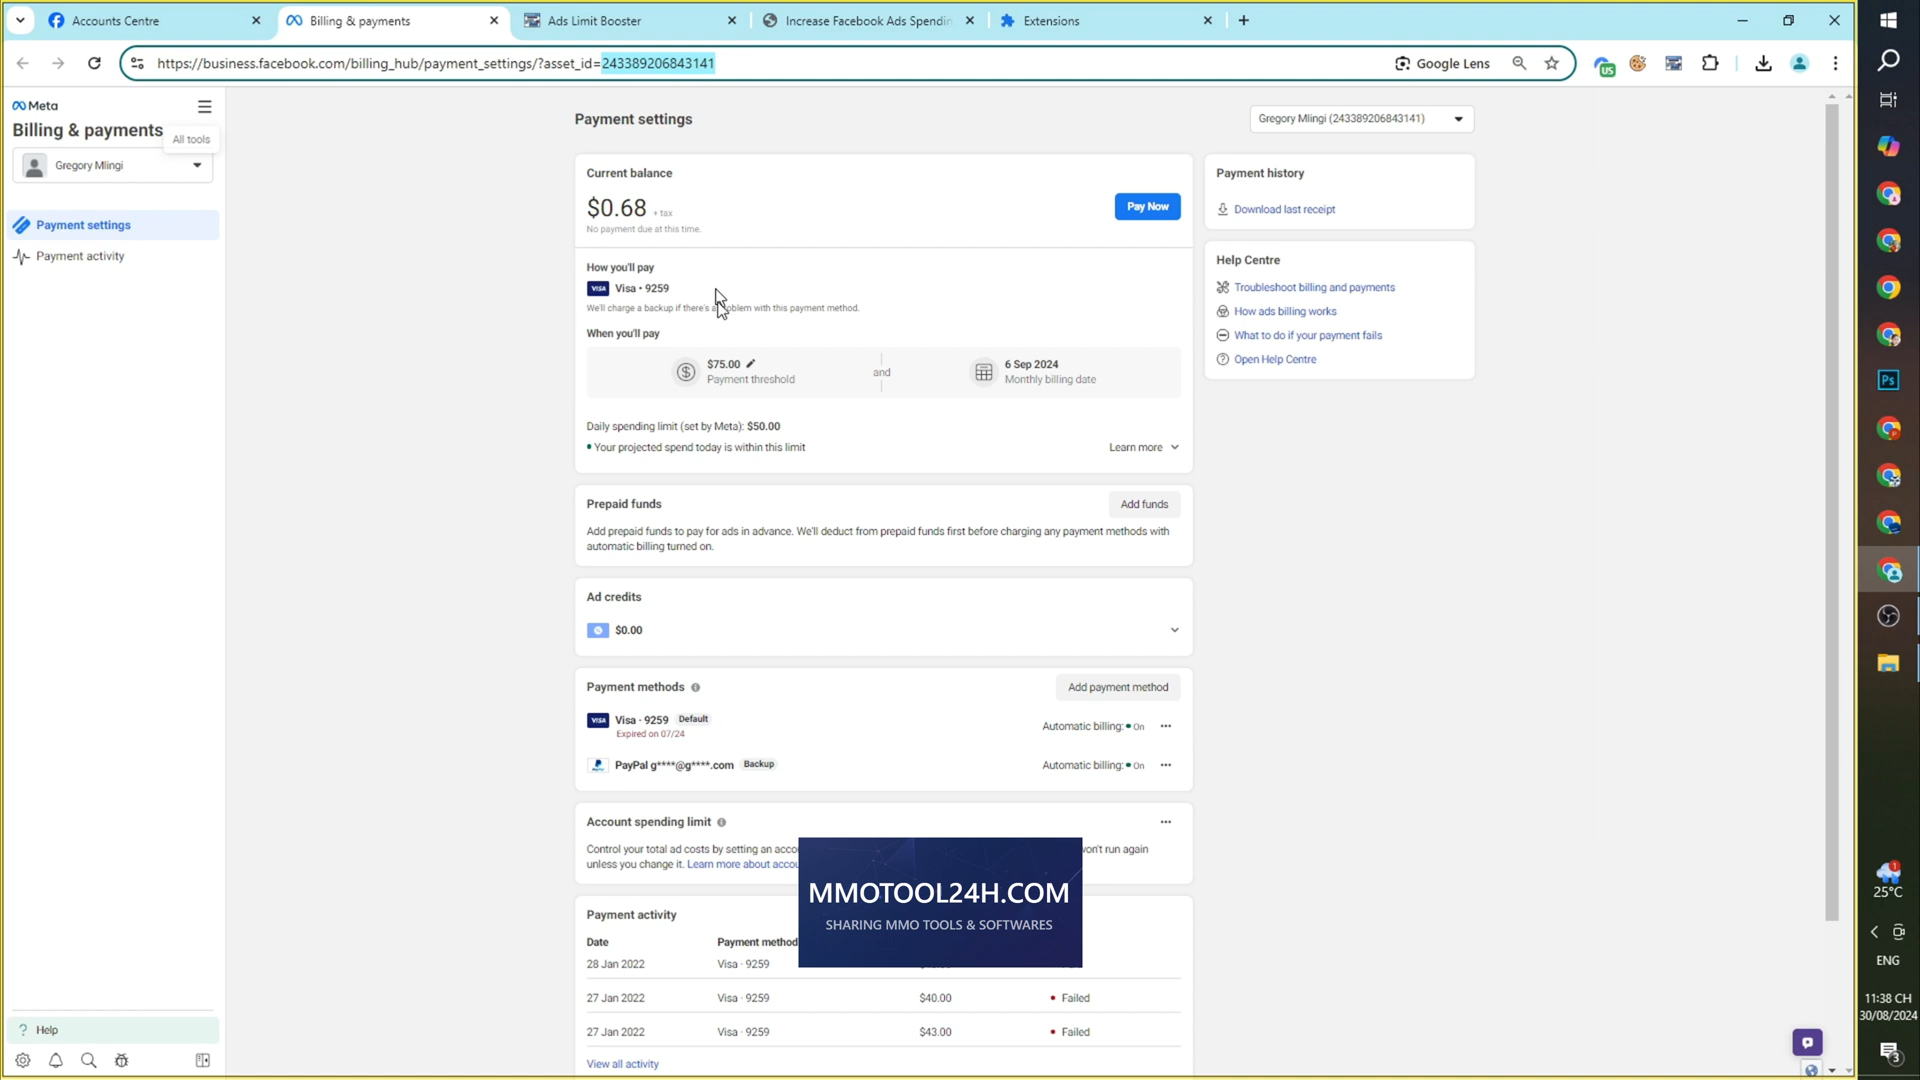 Accounts Centre
Billing & payments
Ads Limit Booster
Increase Facebook Ads Spendin
Extensions
https://business.facebook.com/billing_hub/payment_settings/?asset_id=243389206843141
Google Lens
US
Meta
Billing & payments
All tools
Gregory Mlingi
Payment settings
Payment activity
Payment settings
Gregory Mlingi (243389206843141)
Current balance
$0.68 + tax
No payment due at this time.
Pay Now
How you'll pay
VISA Visa • 9259
We'll charge a backup if there's a problem with this payment method.
When you'll pay
$75.00
Payment threshold
and
6 Sep 2024
Monthly billing date
Daily spending limit (set by Meta): $50.00
Your projected spend today is within this limit
Learn more
Payment history
Download last receipt
Help Centre
Troubleshoot billing and payments
How ads billing works
What to do if your payment fails
Open Help Centre
Prepaid funds
Add funds
Add prepaid funds to pay for ads in advance. We'll deduct from prepaid funds first before charging any payment methods with
automatic billing turned on.
Ad credits
$0.00
Payment methods
Add payment method
VISA Visa · 9259 Default
Expired on 07/24
Automatic billing: On
PayPal g****@g****.com Backup
Automatic billing: On
Account spending limit
Control your total ad costs by setting an acco
won't run again
unless you change it. Learn more about accou
MMOTOOL24H.COM
SHARING MMO TOOLS & SOFTWARES
Payment activity
Date
Payment method
28 Jan 2022
Visa · 9259
27 Jan 2022
Visa · 9259
$40.00
Failed
27 Jan 2022
Visa · 9259
$43.00
Failed
View all activity
Help
Ps
1
25°C
ENG
11:38 CH
30/08/2024
3